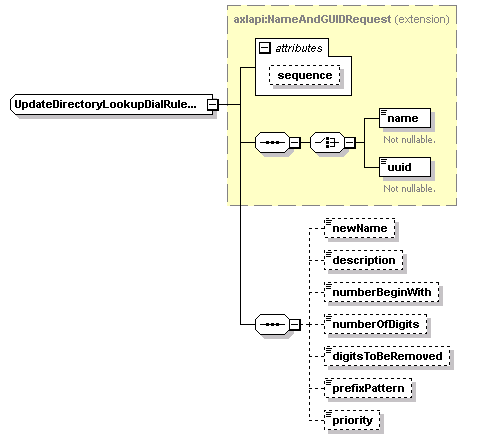 axlapi:NameAndGUIDRequest (extension)
attributes
sequence
UpdateDirectoryLookupDialRule...
name
Not nullable.
uuid
Not nullable.
newName
description
numberBeginWith
numberOfDigits
digitsToBeRemoved
prefixPattern
priority